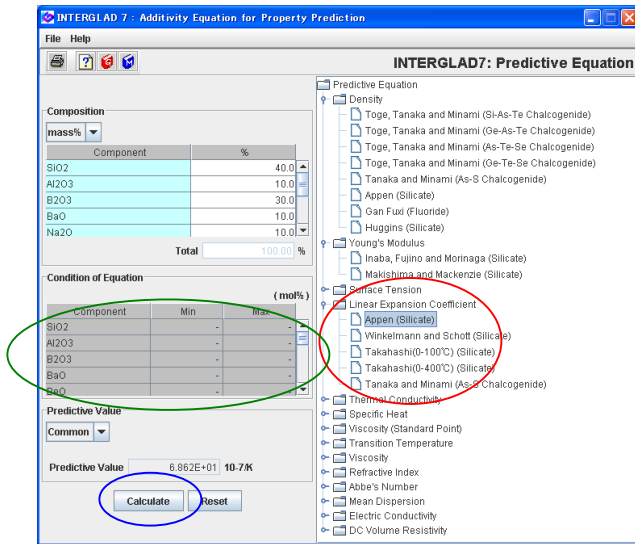 INTERGLAD 7 : Additivity Equation for Property Prediction
File Help
INTERGLAD7: Predictive Equation
Composition
mass%
Component %
SiO2 40.0
Al2O3 10.0
B2O3 30.0
BaO 10.0
Na2O 10.0
Total 100.00 %
Condition of Equation
( mol% )
Component Min Max
SiO2 - -
Al2O3 - -
B2O3 - -
BaO - -
BeO - -
Predictive Value
Common
Predictive Value 6.862E+01 10-7/K
Calculate Reset
Predictive Equation
Density
Toge, Tanaka and Minami (Si-As-Te Chalcogenide)
Toge, Tanaka and Minami (Ge-As-Te Chalcogenide)
Toge, Tanaka and Minami (As-Te-Se Chalcogenide)
Toge, Tanaka and Minami (Ge-Te-Se Chalcogenide)
Tanaka and Minami (As-S Chalcogenide)
Appen (Silicate)
Gan Fuxi (Fluoride)
Huggins (Silicate)
Young's Modulus
Inaba, Fujino and Morinaga (Silicate)
Makishima and Mackenzie (Silicate)
Surface Tension
Linear Expansion Coefficient
Appen (Silicate)
Winkelmann and Schott (Silicate)
Takahashi(0-100℃) (Silicate)
Takahashi(0-400℃) (Silicate)
Tanaka and Minami (As-S Chalcogenide)
Thermal Conductivity
Specific Heat
Viscosity (Standard Point)
Transition Temperature
Viscosity
Refractive Index
Abbe's Number
Mean Dispersion
Electric Conductivity
DC Volume Resistivity